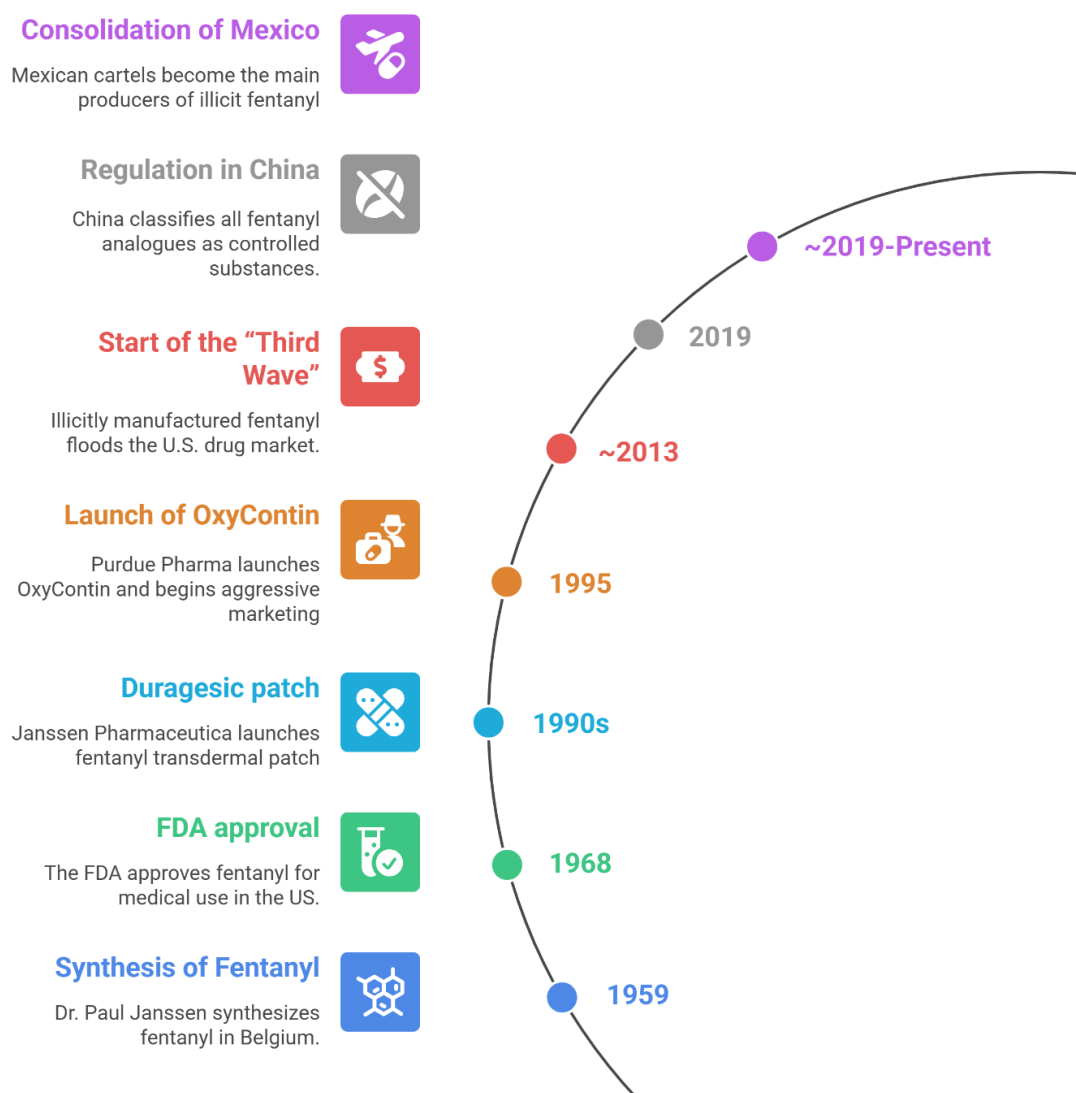 Consolidation of Mexico
Mexican cartels become the main
producers of illicit fentanyl
~2019-Present
Regulation in China
China classifies all fentanyl
analogues as controlled
substances.
2019
Start of the “Third
Wave”
Illicitly manufactured fentanyl
floods the U.S. drug market.
~2013
Launch of OxyContin
Purdue Pharma launches
OxyContin and begins aggressive
marketing
1995
Duragesic patch
Janssen Pharmaceutica launches
fentanyl transdermal patch
1990s
FDA approval
The FDA approves fentanyl for
medical use in the US.
1968
Synthesis of Fentanyl
Dr. Paul Janssen synthesizes
fentanyl in Belgium.
1959
$